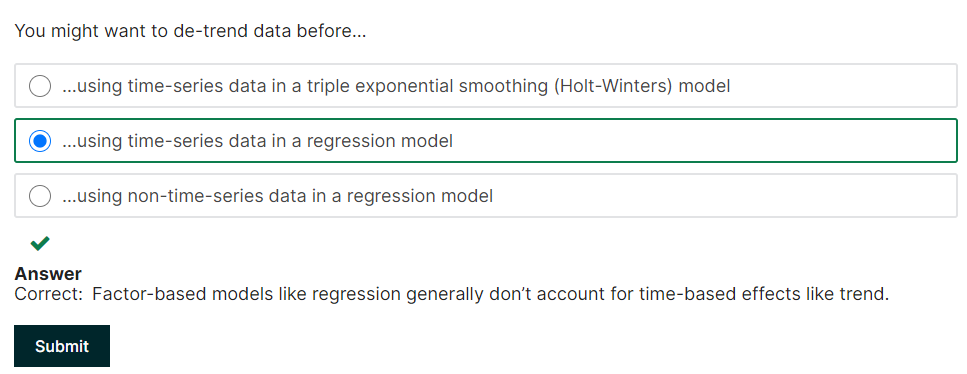 You might want to de-trend data before...
...using time-series data in a triple exponential smoothing (Holt-Winters) model
...using time-series data in a regression model
...using non-time-series data in a regression model
Answer
Correct:  Factor-based models like regression generally don’t account for time-based effects like trend.
Submit